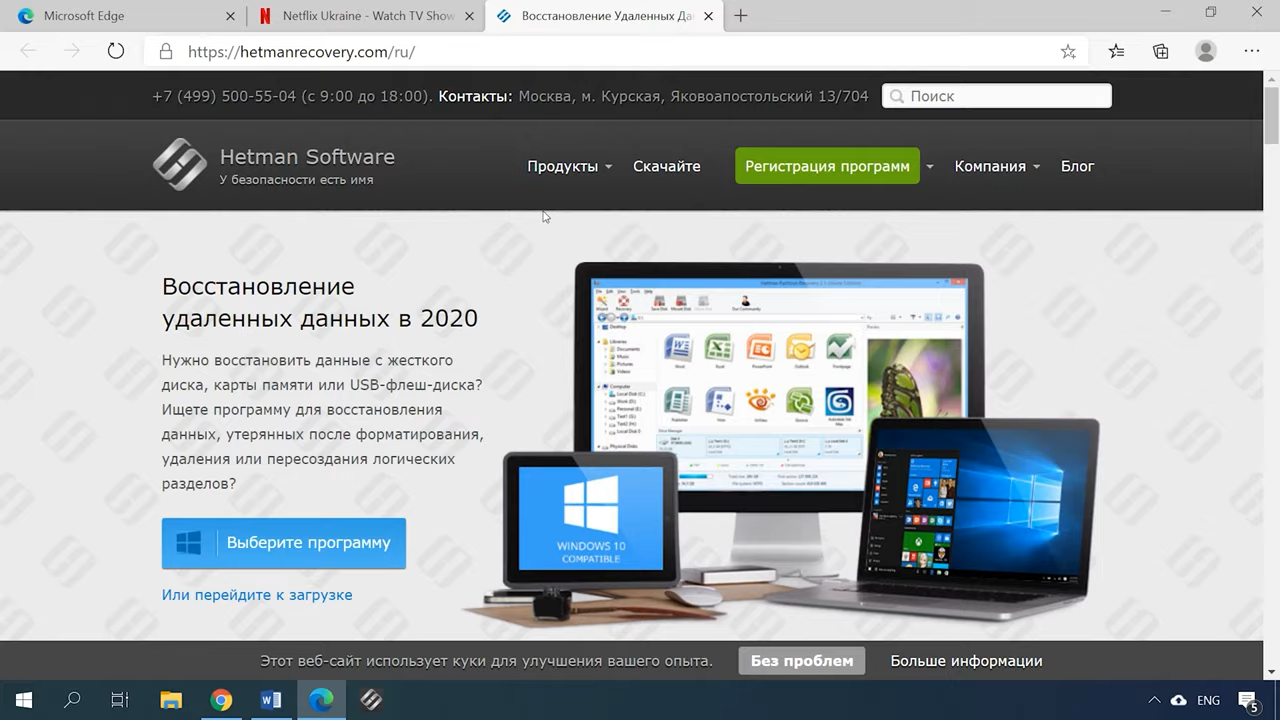 Microsoft Edge
Netflix Ukraine - Watch TV Show
Восстановление Удаленных Да
https://hetmanrecovery.com/ru/
+7 (499) 500-55-04 (с 9:00 до 18:00). Контакты: Москва, м. Курская, Яковоапостольский 13/704
Поиск
Hetman Software
У безопасности есть имя
Продукты
Скачайте
Регистрация программ
Компания
Блог
Восстановление
удаленных данных в 2020
Нужно восстановить данные с жесткого
диска, карты памяти или USB-флеш-диска?
Ищете программу для восстановления
данных, утерянных после форматирования,
удаления или пересоздания логических
разделов?
Выберите программу
Или перейдите к загрузке
WINDOWS 10
COMPATIBLE
Этот веб-сайт использует куки для улучшения вашего опыта.
Без проблем
Больше информации
ENG
5